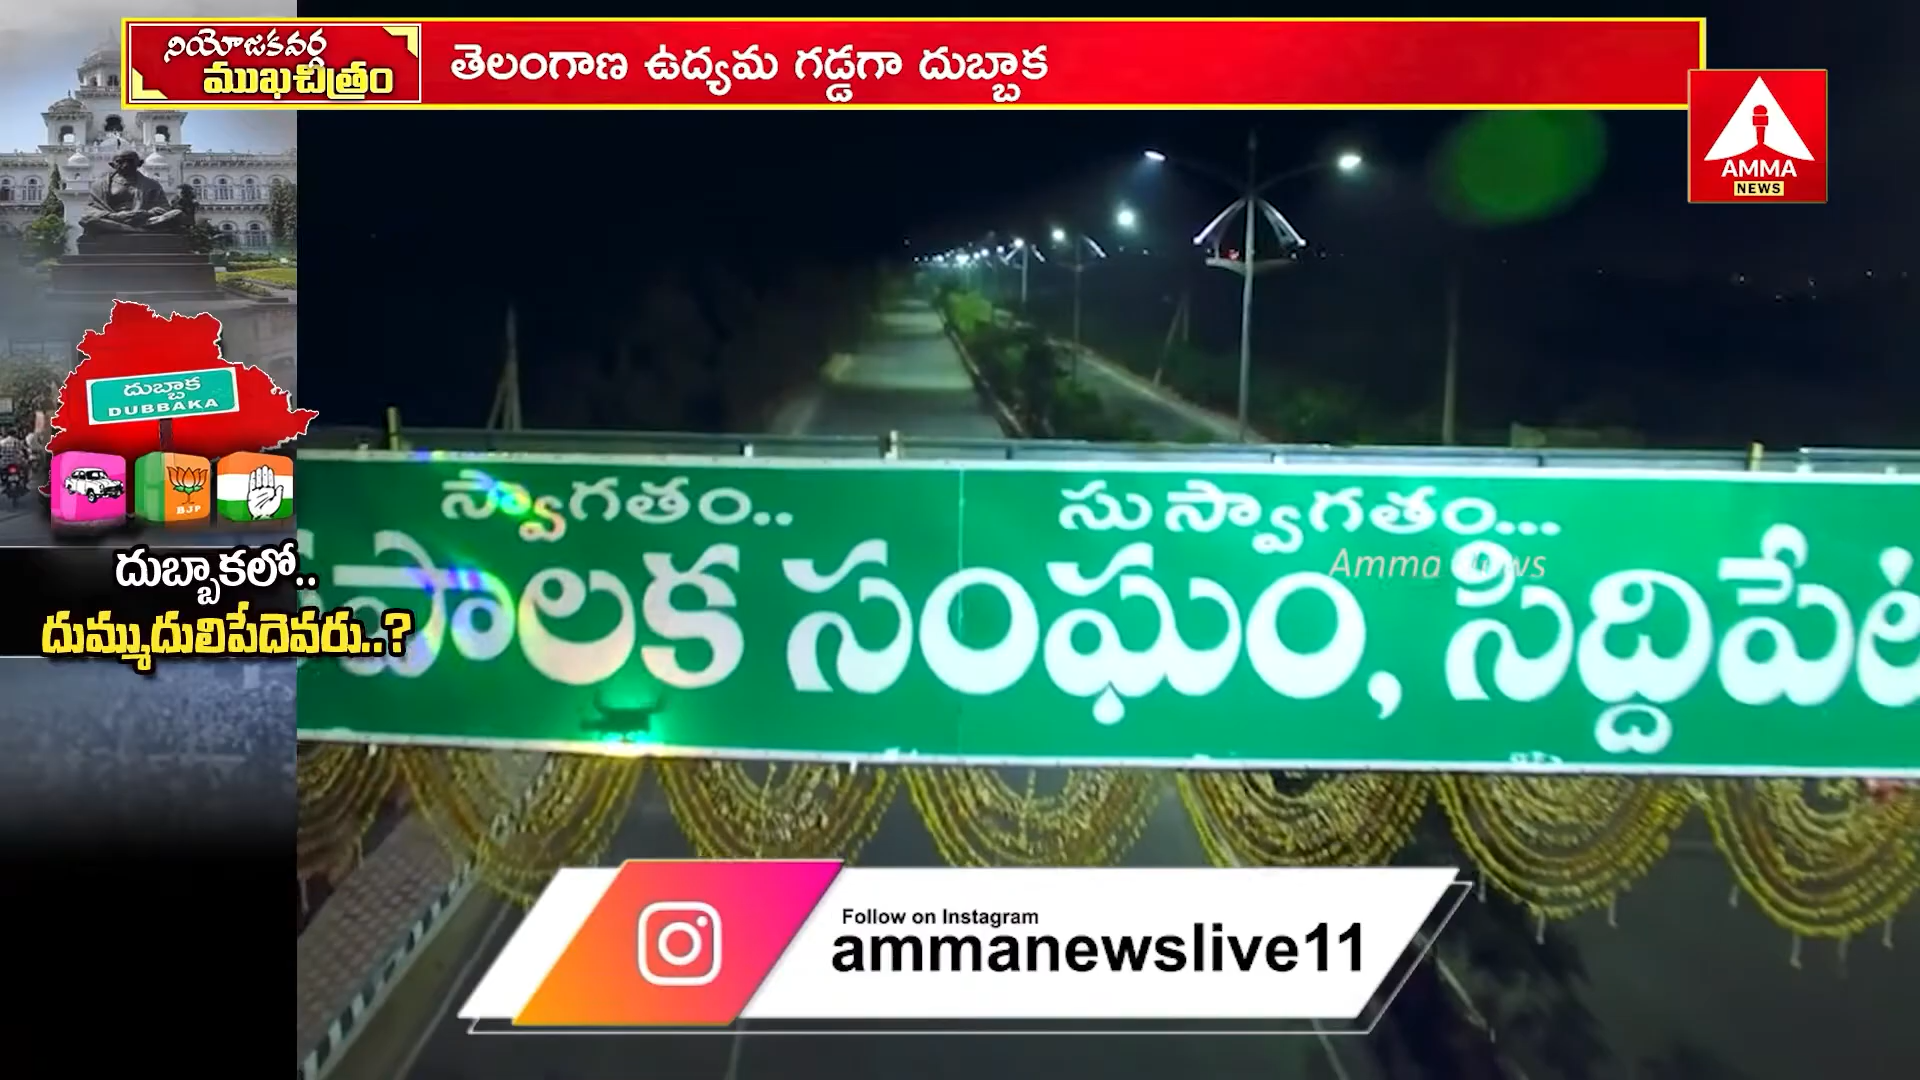 నియోజకవర్గ
ముఖచిత్రం
తెలంగాణ ఉద్యమ గడ్డగా దుబ్బాక
AMMA
NEWS
దుబ్బాక
DUBBAKA
BJP
దుబ్బాకలో..
దుమ్ముదులిపేదెవరు..?
స్వాగతం.. సుస్వాగతం...
సంఘం,
Amma News
Follow on Instagram
ammanewslive11